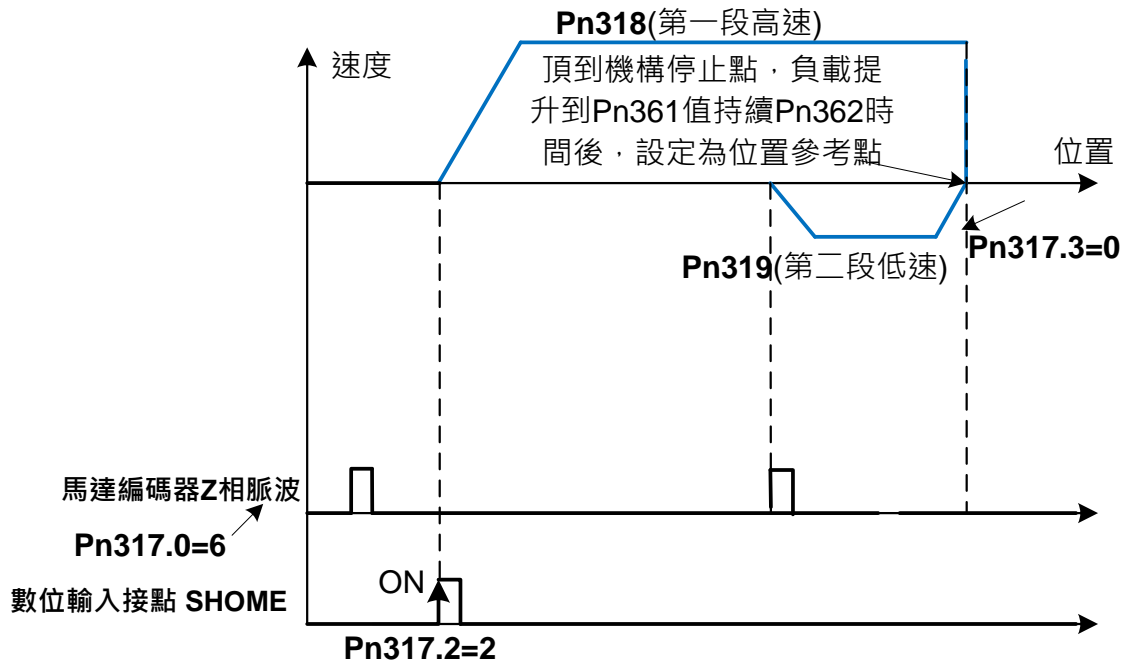 Pn318(第一段高速)
速度
頂到機構停止點，負載提
升到Pn361值持續Pn362時
間後，設定為位置參考點
位置
Pn317.3=0
Pn319(第二段低速)
馬達編碼器Z相脈波
Pn317.0=6
ON
數位輸入接點 SHOME
Pn317.2=2